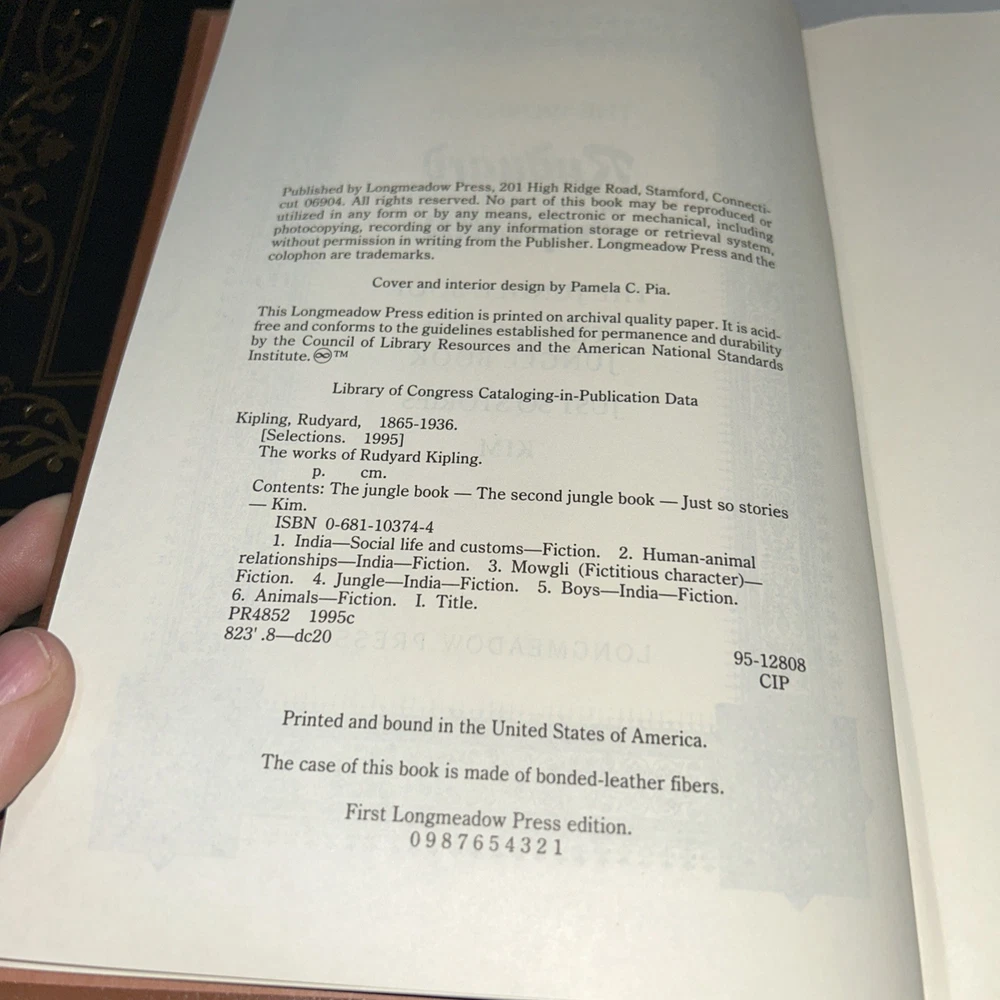 Published by Longmeadow Press, 201 High Ridge Road, Stamford, Connecti-
cut 06904. All rights reserved. No part of this book may be reproduced or
utilized in any form or by any means, electronic or mechanical, including
photocopying, recording or by any information storage or retrieval system,
without permission in writing from the Publisher. Longmeadow Press and the
colophon are trademarks.
Cover and interior design by Pamela C. Pia.
This Longmeadow Press edition is printed on archival quality paper. It is acid-
free and conforms to the guidelines established for permanence and durability
by the Council of Library Resources and the American National Standards
Institute. ♾™
Library of Congress Cataloging-in-Publication Data
Kipling, Rudyard, 1865-1936.
[Selections. 1995]
The works of Rudyard Kipling.
p. cm.
Contents: The jungle book — The second jungle book — Just so stories
— Kim.
ISBN 0-681-10374-4
1. India—Social life and customs—Fiction. 2. Human-animal
relationships—India—Fiction. 3. Mowgli (Fictitious character)—
Fiction. 4. Jungle—India—Fiction. 5. Boys—India—Fiction.
6. Animals—Fiction. I. Title.
PR4852 1995c
823'.8—dc20
95-12808
CIP
Printed and bound in the United States of America.
The case of this book is made of bonded-leather fibers.
First Longmeadow Press edition.
0 9 8 7 6 5 4 3 2 1